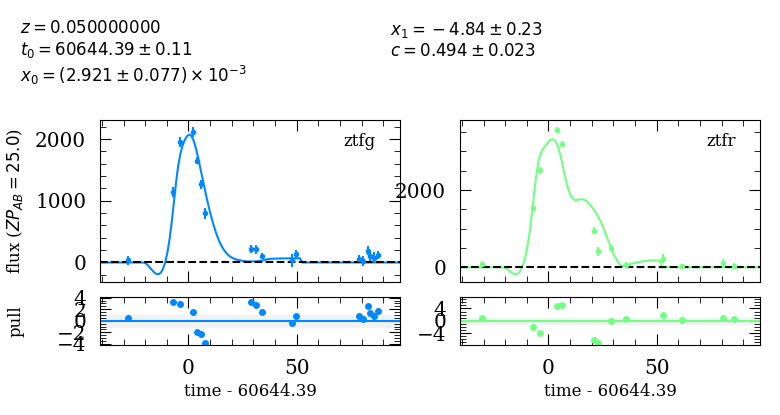 z = 0.050000000
t₀ = 60644.39 ± 0.11
x₀ = (2.921 ± 0.077) × 10⁻³
x₁ = −4.84 ± 0.23
c = 0.494 ± 0.023
ztfg
2000
1000
0
flux (ZP_AB = 25.0)
ztfr
2000
0
4
2
0
−2
−4
pull
0 50
time - 60644.39
4
0
−4
0 50
time - 60644.39